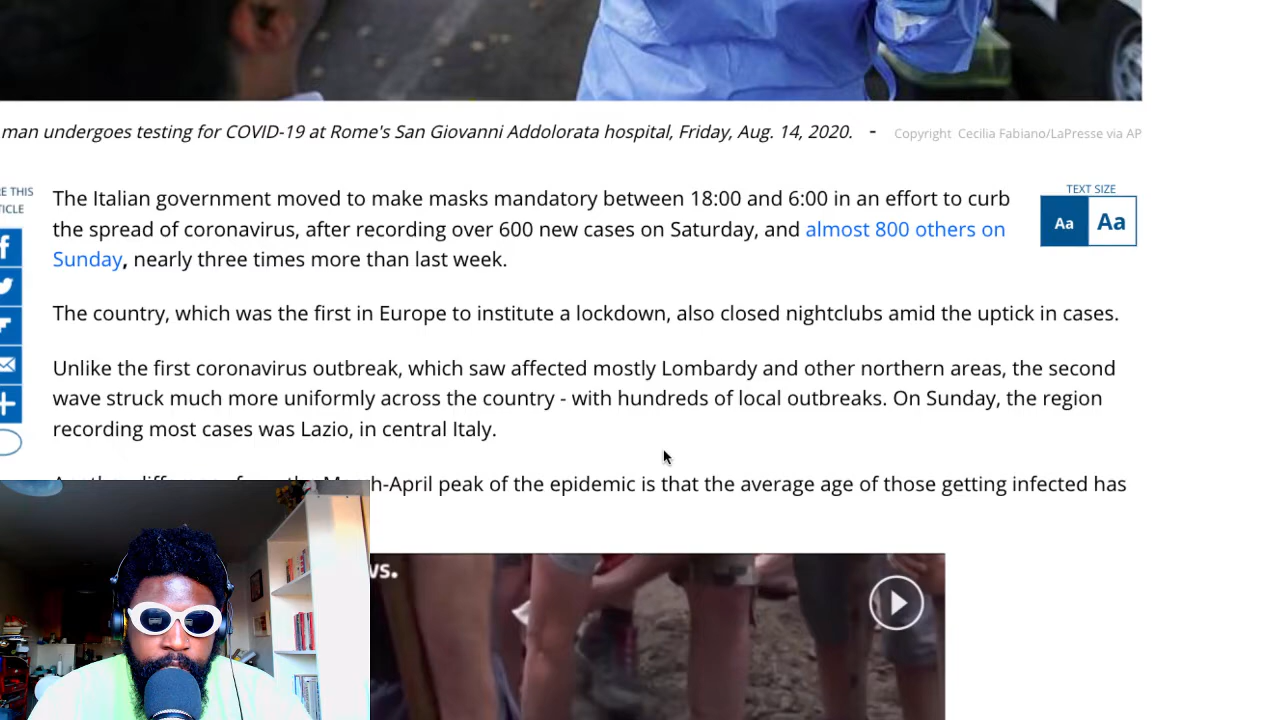 man undergoes testing for COVID-19 at Rome's San Giovanni Addolorata hospital, Friday, Aug. 14, 2020. - Copyright Cecilia Fabiano/LaPresse via AP
RE THIS
TICLE
TEXT SIZE
Aa Aa
The Italian government moved to make masks mandatory between 18:00 and 6:00 in an effort to curb
the spread of coronavirus, after recording over 600 new cases on Saturday, and almost 800 others on
Sunday, nearly three times more than last week.
The country, which was the first in Europe to institute a lockdown, also closed nightclubs amid the uptick in cases.
Unlike the first coronavirus outbreak, which saw affected mostly Lombardy and other northern areas, the second
wave struck much more uniformly across the country - with hundreds of local outbreaks. On Sunday, the region
recording most cases was Lazio, in central Italy.
h-April peak of the epidemic is that the average age of those getting infected has
vs.